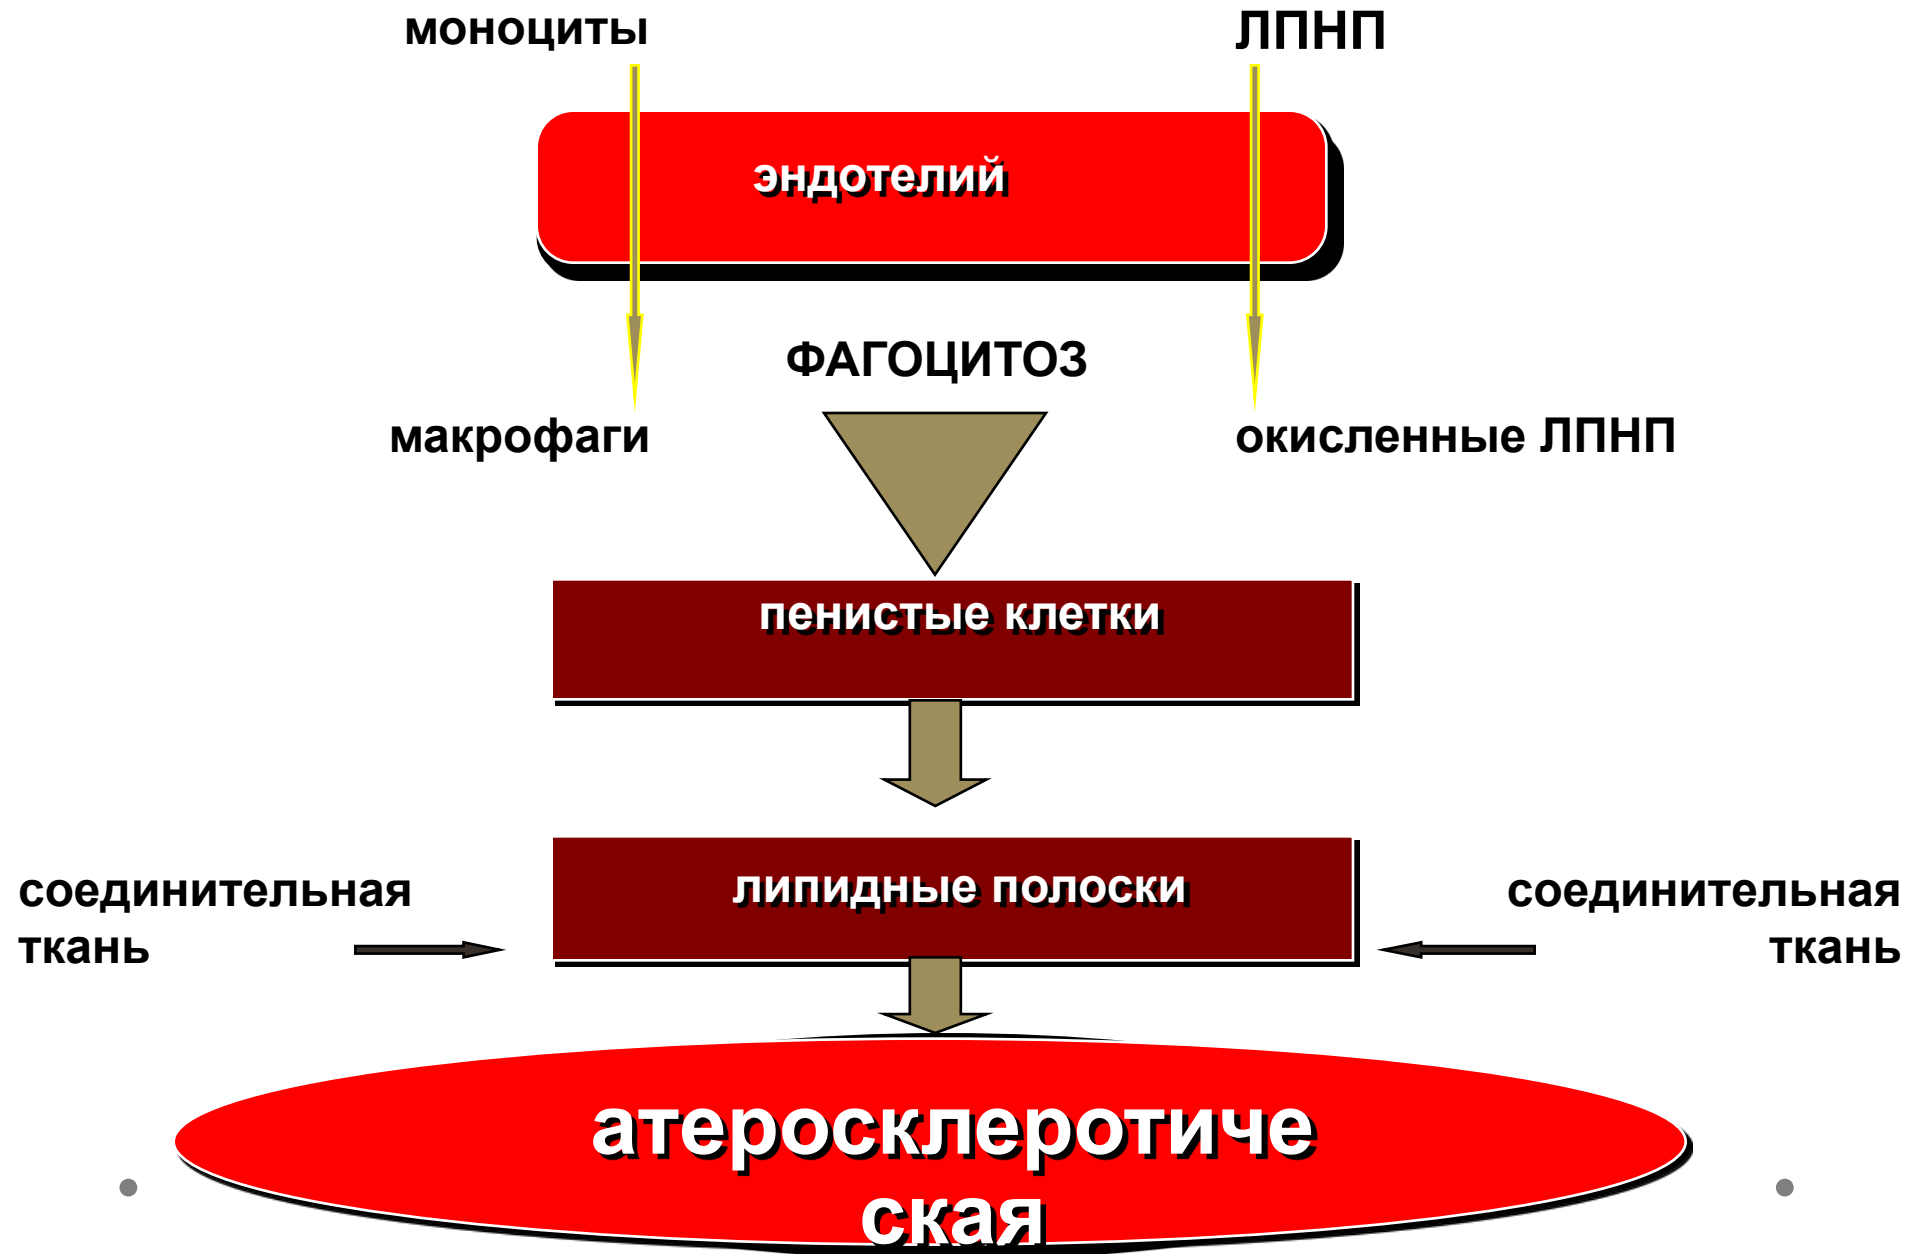 моноциты
ЛПНП
эндотелий
ФАГОЦИТОЗ
макрофаги
окисленные ЛПНП
пенистые клетки
липидные полоски
соединительная
ткань
соединительная
ткань
атеросклеротиче
ская